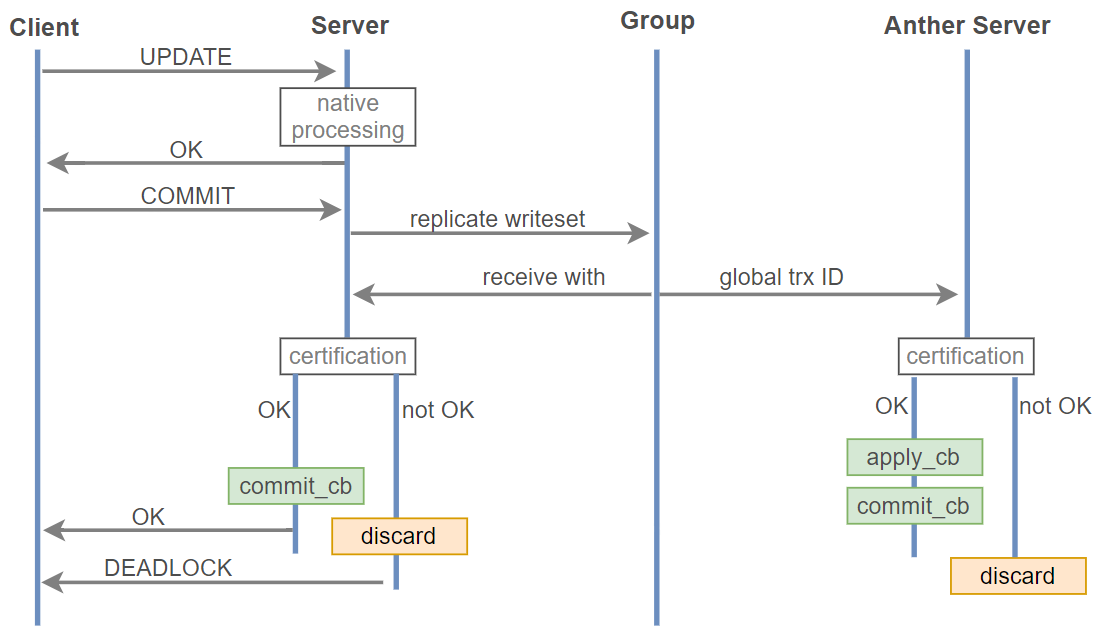 Client
Server
Group
Anther Server
UPDATE
native
processing
OK
COMMIT
replicate writeset
receive with
global trx ID
certification
certification
OK
not OK
OK
not OK
apply_cb
commit_cb
commit_cb
OK
discard
DEADLOCK
discard